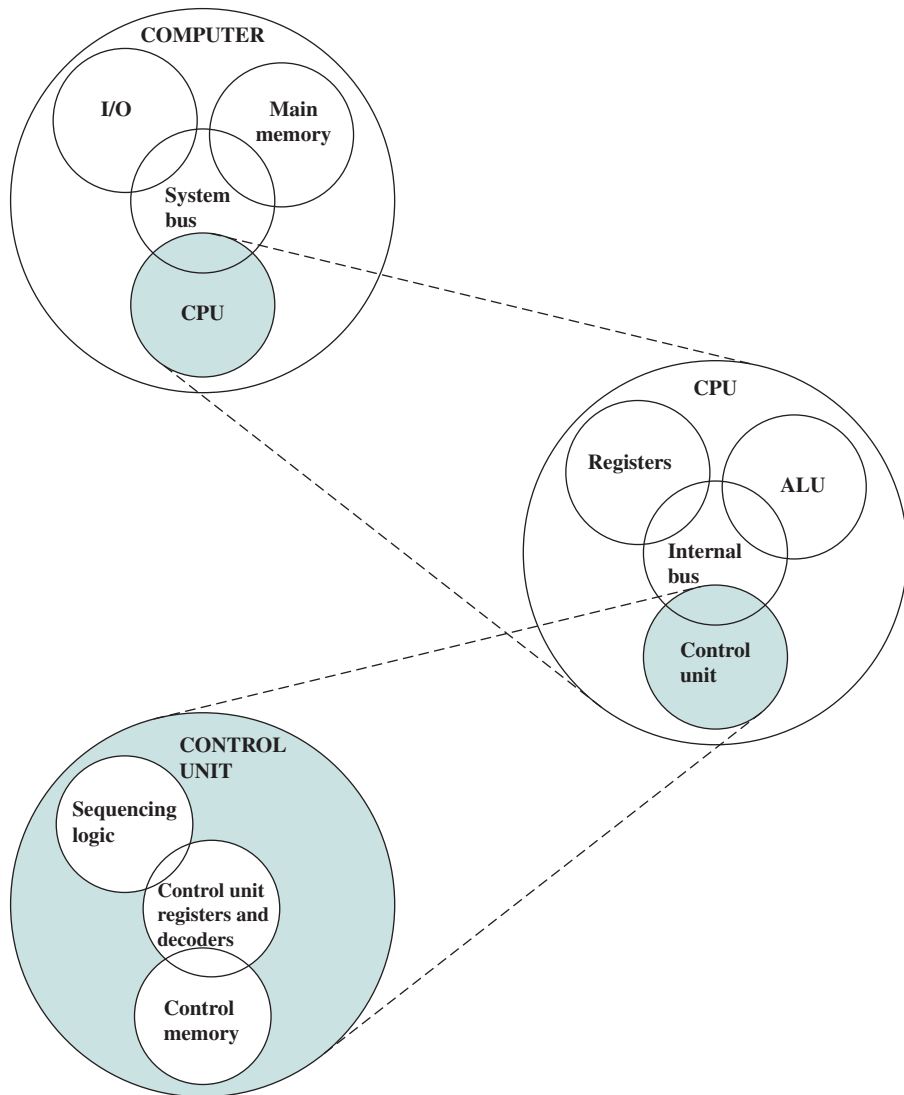 COMPUTER
I/O
Main
memory
System
bus
CPU
CPU
Registers
ALU
Internal
bus
Control
unit
CONTROL
UNIT
Sequencing
logic
Control unit
registers and
decoders
Control
memory